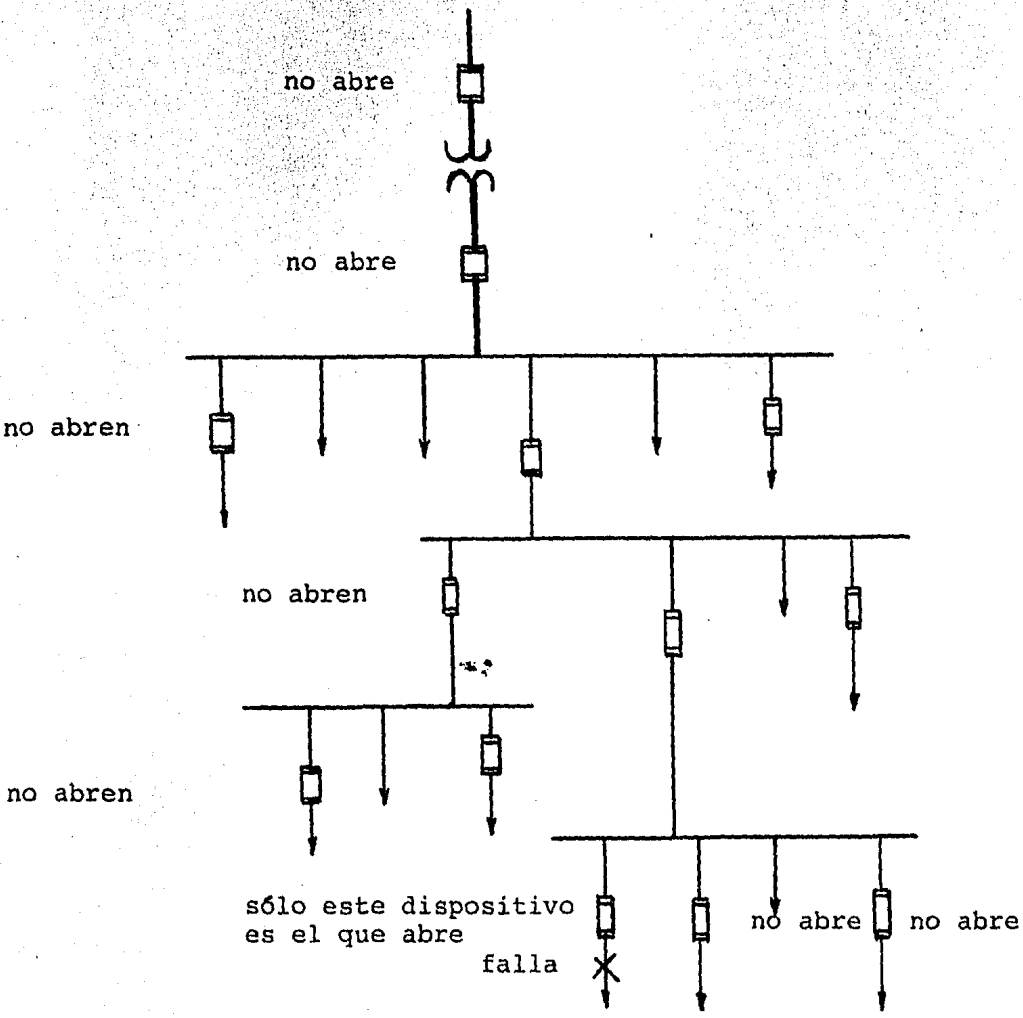 no abre
no abre
no abren
no abren
no abren
sólo este dispositivo
es el que abre
no abre
no abre
falla